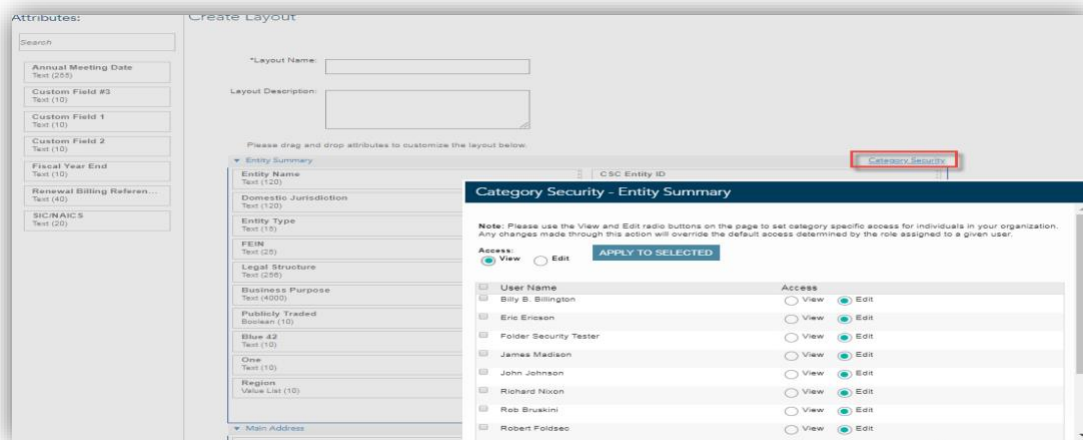 Attributes:
Search
Annual Meeting Date
Text (255)
Custom Field #3
Text (10)
Custom Field 1
Text (10)
Custom Field 2
Text (10)
Fiscal Year End
Text (10)
Renewal Billing Referen...
Text (40)
SIC/NAICS
Text (20)
Create Layout
*Layout Name:
Layout Description:
Please drag and drop attributes to customize the layout below.
Entity Summary
Category Security
Entity Name
Text (120)
CSC Entity ID
Domestic Jurisdiction
Text (120)
Entity Type
Text (15)
FEIN
Text (25)
Legal Structure
Text (256)
Business Purpose
Text (4000)
Publicly Traded
Boolean (10)
Blue 42
Text (10)
One
Text (10)
Region
Value List (10)
Main Address
Category Security - Entity Summary
Note: Please use the View and Edit radio buttons on the page to set category specific access for individuals in your organization.
Any changes made through this action will override the default access determined by the role assigned to a given user.
Access:
View Edit APPLY TO SELECTED
User Name Access
Billy B. Billington View Edit
Eric Ericson View Edit
Folder Security Tester View Edit
James Madison View Edit
John Johnson View Edit
Richard Nixon View Edit
Rob Bruskini View Edit
Robert Foldsec View Edit